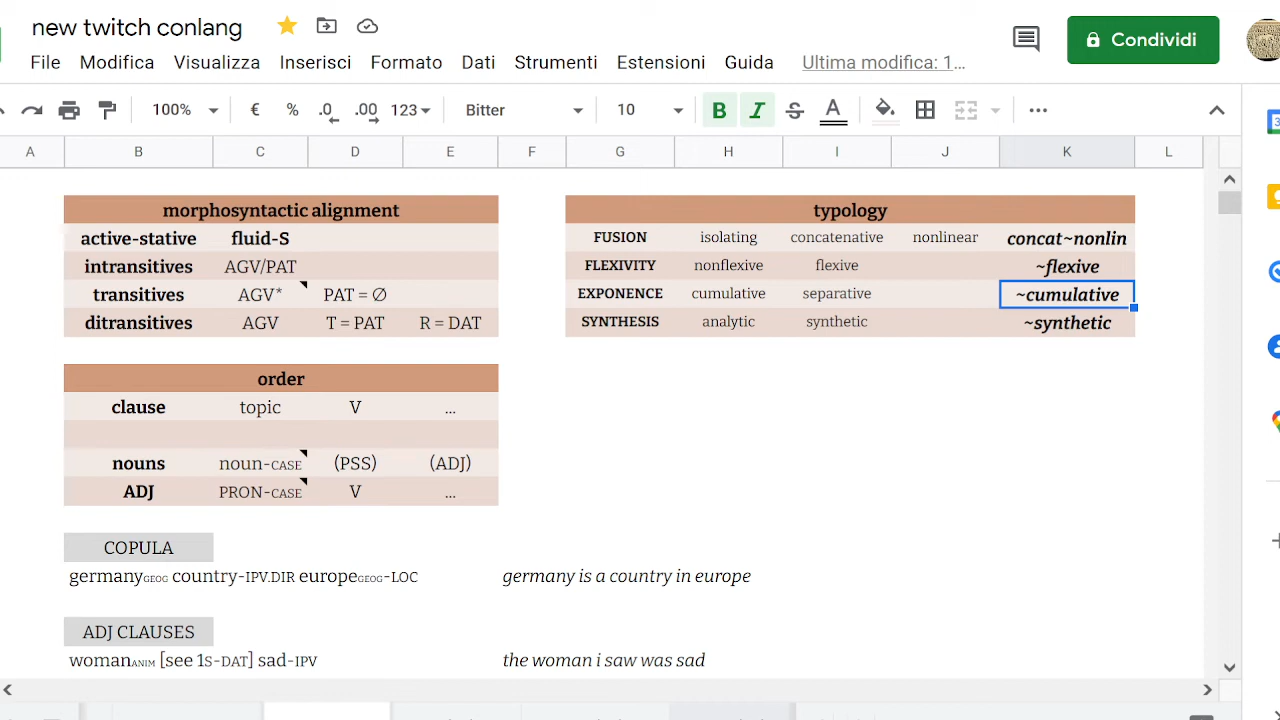 new twitch conlang
Condividi
File Modifica Visualizza Inserisci Formato Dati Strumenti Estensioni Guida Ultima modifica: 1…
100% € % .0 .00 123 Bitter 10 B I S A
A B C D E F G H I J K L
morphosyntactic alignment
active-stative fluid-S
intransitives AGV/PAT
transitives AGV* PAT = ∅
ditransitives AGV T = PAT R = DAT
typology
FUSION isolating concatenative nonlinear concat~nonlin
FLEXIVITY nonflexive flexive ~flexive
EXPONENCE cumulative separative ~cumulative
SYNTHESIS analytic synthetic ~synthetic
order
clause topic V ...
nouns noun-CASE (PSS) (ADJ)
ADJ PRON-CASE V ...
COPULA
germanyGEOG country-IPV.DIR europeGEOG-LOC germany is a country in europe
ADJ CLAUSES
womanANIM [see 1S-DAT] sad-IPV the woman i saw was sad